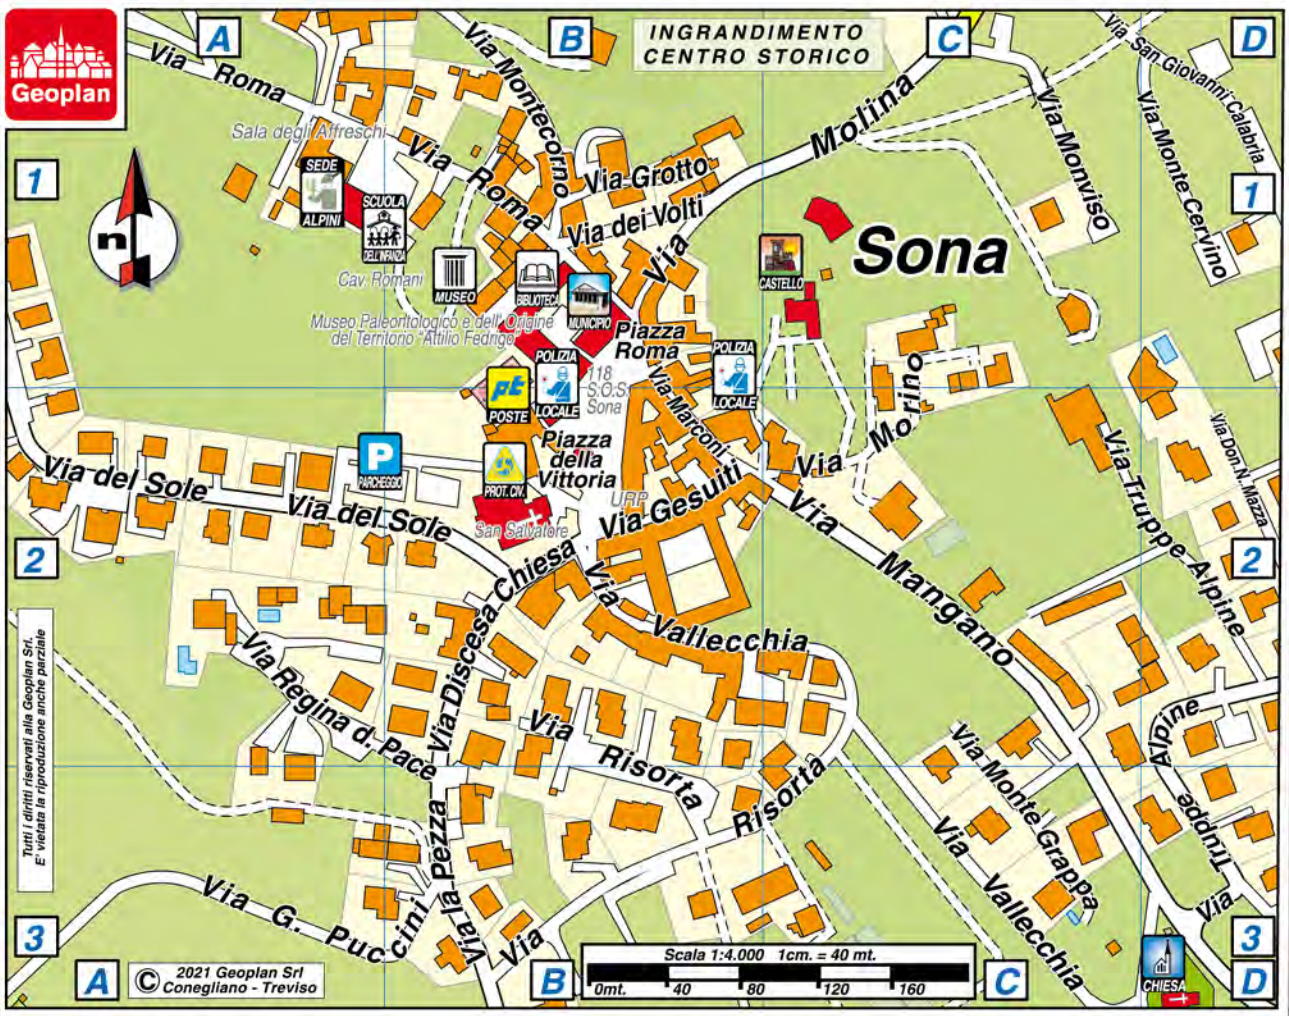 A
B
INGRANDIMENTO
CENTRO STORICO
C
D
Geoplan
Via Roma
Via Montecorno
Via Molina
Via San Giovanni Calabria
Via Monviso
Via Monte Cervino
Sala degli Affreschi
Via Roma
1
1
SEDE
ALPINI
SCUOLA
DELL'INFANZIA
Via Grotto
Via dei Volti
n
Sona
CASTELLO
Cav. Romani
MUSEO
BIBLIOTECA
MUNICIPIO
Museo Paleontologico e dell' Origine
del Territorio "Attilio Fedrigo"
Piazza
Roma
POLIZIA
LOCALE
POLIZIA
LOCALE
118
S.O.S.
Sona
pt
POSTE
Via Marconi
Via Morino
Piazza
della
Vittoria
P
PARCHEGGIO
PROT. CIV.
Via del Sole
Via del Sole
URP
Via Gesuiti
San Salvatore
Via Mangano
Via Truppe Alpine
Via Don. N. Mazza
2
2
Via Discesa Chiesa
Via Vallecchia
Via Regina d. Pace
Via Risorta
Via Risorta
Via Monte Grappa
Via Truppe Alpine
Via Vallecchia
Via la Pezza
Via G. Puccini
Tutti i diritti riservati alla Geoplan Srl.
E' vietata la riproduzione anche parziale
3
3
A
© 2021 Geoplan Srl
Conegliano - Treviso
B
Scala 1:4.000 1cm. = 40 mt.
0mt. 40 80 120 160
C
CHIESA
D